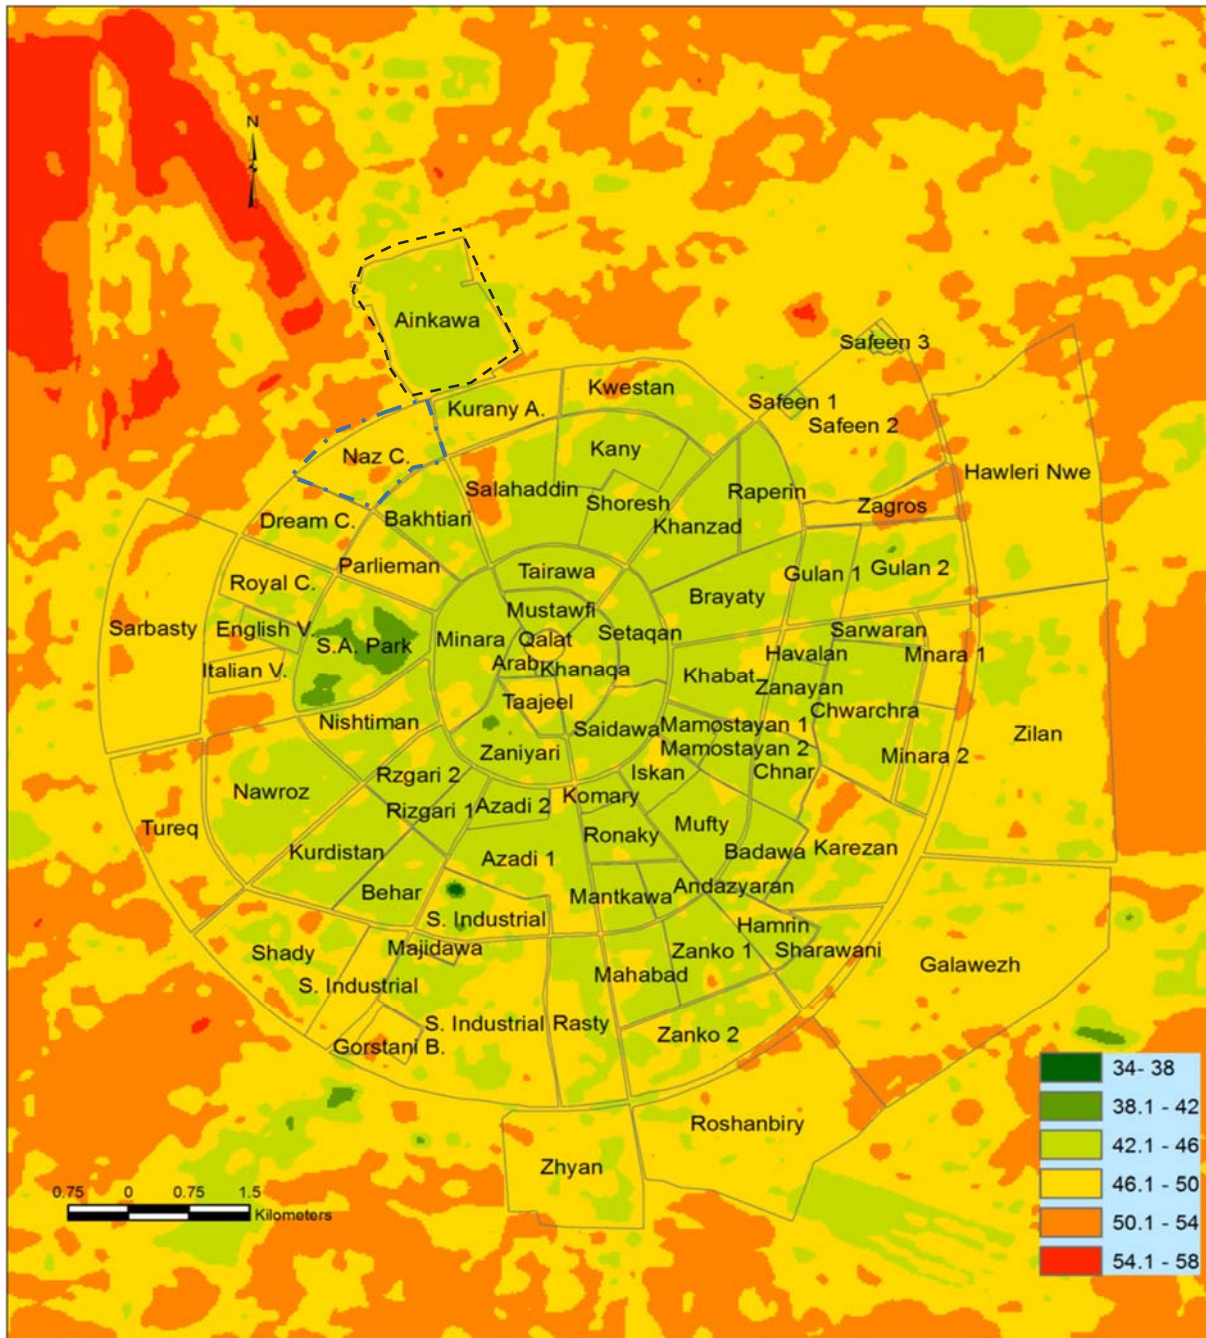 N
Ainkawa
Safeen 3
Kwestan
Kurany A.
Safeen 1
Safeen 2
Naz C.
Kany
Hawleri Nwe
Salahaddin
Raperin
Shoresh
Zagros
Dream C.
Bakhtiari
Khanzad
Parlieman
Tairawa
Gulan 1
Gulan 2
Royal C.
Brayaty
Mustawfi
Sarbasty
English V.
S.A. Park
Minara
Qalat
Setaqan
Sarwaran
Havalan
Mnara 1
Italian V.
Arab
Khanaqa
Khabat
Zanayan
Taajeel
Chwarchra
Nishtiman
Saidawa
Mamostayan 1
Zilan
Mamostayan 2
Zaniyari
Minara 2
Rzgari 2
Iskan
Chnar
Nawroz
Komary
Rizgari 1
Azadi 2
Tureq
Ronaky
Mufty
Kurdistan
Azadi 1
Badawa
Karezan
Behar
Mantkawa
Andazyaran
S. Industrial
Hamrin
Shady
Majidawa
Zanko 1
Sharawani
Mahabad
Galawezh
S. Industrial
S. Industrial
Rasty
Zanko 2
Gorstani B.
Roshanbiry
Zhyan
34- 38
38.1 - 42
42.1 - 46
46.1 - 50
50.1 - 54
54.1 - 58
0.75 0 0.75 1.5
Kilometers